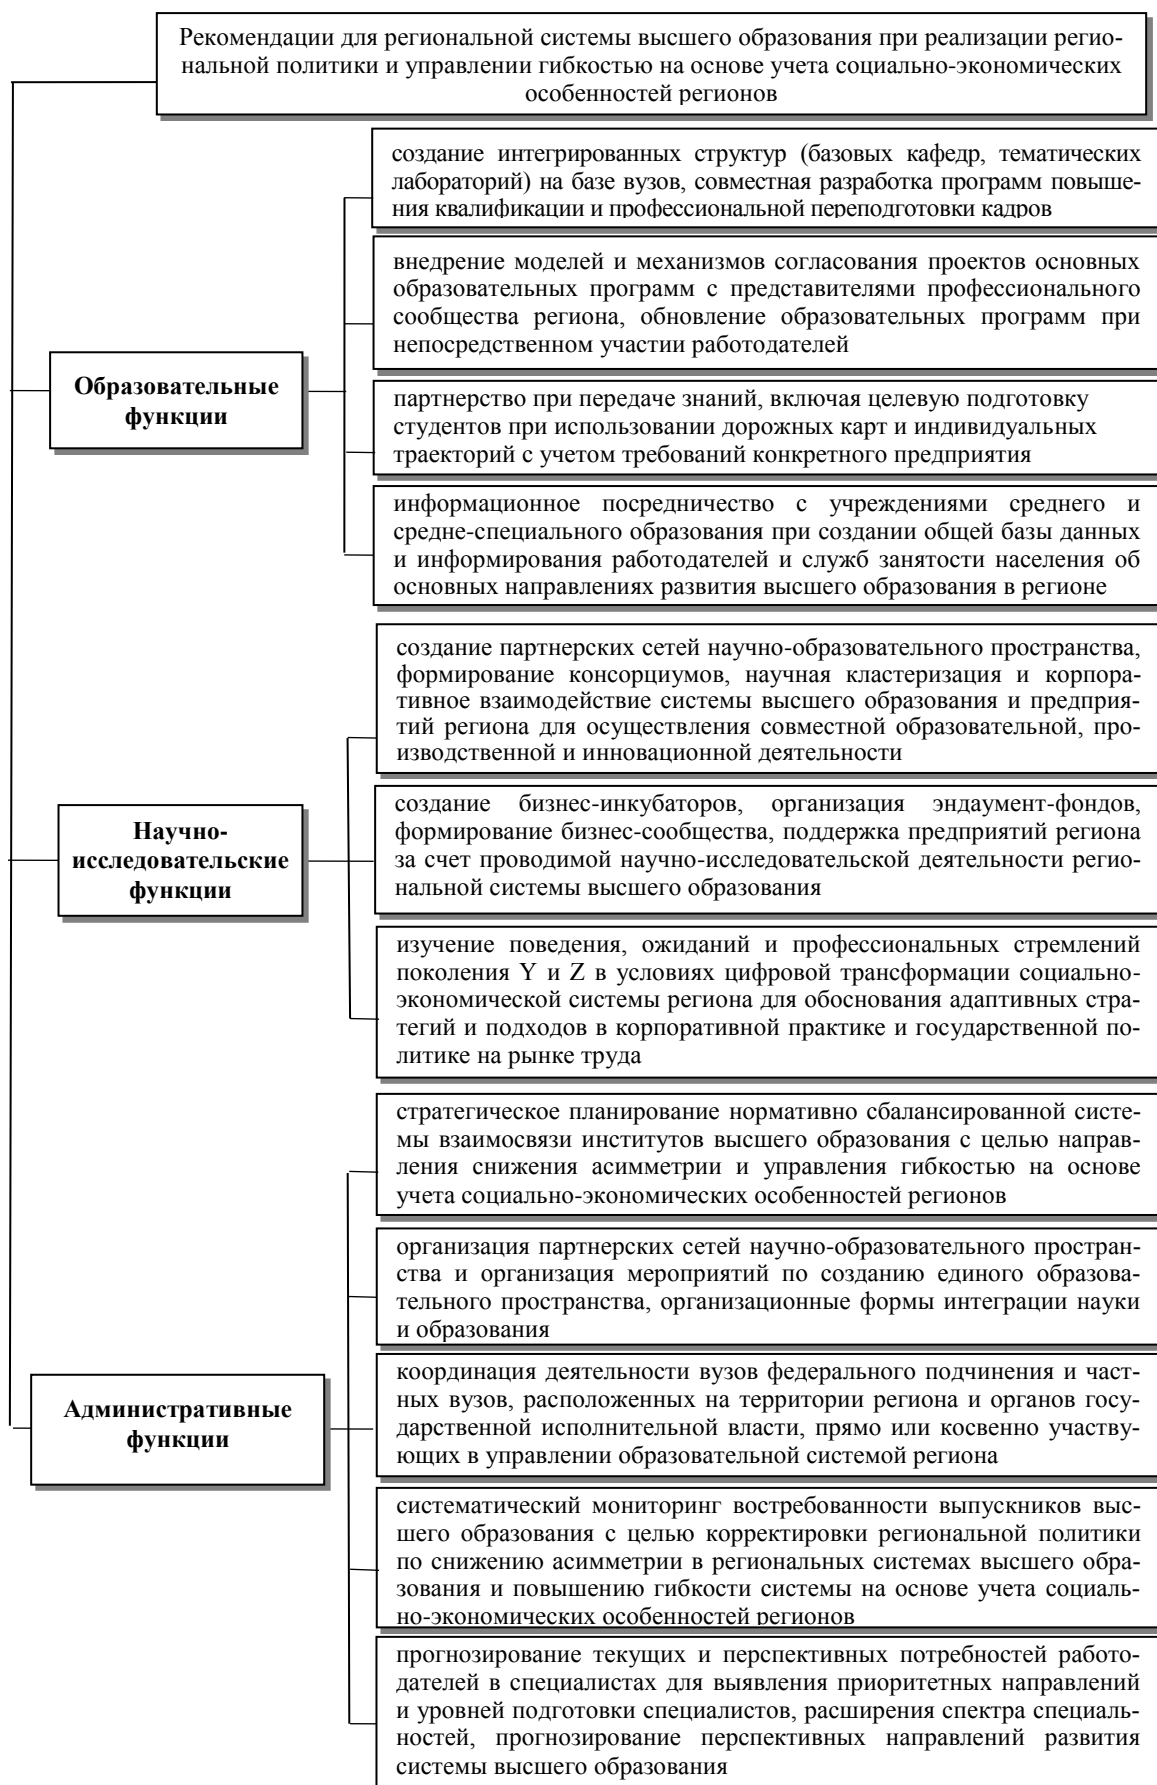 Рекомендации для региональной системы высшего образования при реализации регио-
нальной политики и управлении гибкостью на основе учета социально-экономических
особенностей регионов
Образовательные
функции
создание интегрированных структур (базовых кафедр, тематических
лабораторий) на базе вузов, совместная разработка программ повыше-
ния квалификации и профессиональной переподготовки кадров
внедрение моделей и механизмов согласования проектов основных
образовательных программ с представителями профессионального
сообщества региона, обновление образовательных программ при
непосредственном участии работодателей
партнерство при передаче знаний, включая целевую подготовку
студентов при использовании дорожных карт и индивидуальных
траекторий с учетом требований конкретного предприятия
информационное посредничество с учреждениями среднего и
средне-специального образования при создании общей базы данных
и информирования работодателей и служб занятости населения об
основных направлениях развития высшего образования в регионе
Научно-
исследовательские
функции
создание партнерских сетей научно-образовательного пространства,
формирование консорциумов, научная кластеризация и корпора-
тивное взаимодействие системы высшего образования и предприя-
тий региона для осуществления совместной образовательной, про-
изводственной и инновационной деятельности
создание бизнес-инкубаторов, организация эндаумент-фондов,
формирование бизнес-сообщества, поддержка предприятий региона
за счет проводимой научно-исследовательской деятельности регио-
нальной системы высшего образования
изучение поведения, ожиданий и профессиональных стремлений
поколения Y и Z в условиях цифровой трансформации социально-
экономической системы региона для обоснования адаптивных стра-
тегий и подходов в корпоративной практике и государственной по-
литике на рынке труда
Административные
функции
стратегическое планирование нормативно сбалансированной систе-
мы взаимосвязи институтов высшего образования с целью направ-
ления снижения асимметрии и управления гибкостью на основе
учета социально-экономических особенностей регионов
организация партнерских сетей научно-образовательного простран-
ства и организация мероприятий по созданию единого образова-
тельного пространства, организационные формы интеграции науки
и образования
координация деятельности вузов федерального подчинения и част-
ных вузов, расположенных на территории региона и органов госу-
дарственной исполнительной власти, прямо или косвенно участву-
ющих в управлении образовательной системой региона
систематический мониторинг востребованности выпускников выс-
шего образования с целью корректировки региональной политики
по снижению асимметрии в региональных системах высшего обра-
зования и повышению гибкости системы на основе учета социаль-
но-экономических особенностей регионов
прогнозирование текущих и перспективных потребностей работо-
дателей в специалистах для выявления приоритетных направлений
и уровней подготовки специалистов, расширения спектра специаль-
ностей, прогнозирование перспективных направлений развития
системы высшего образования